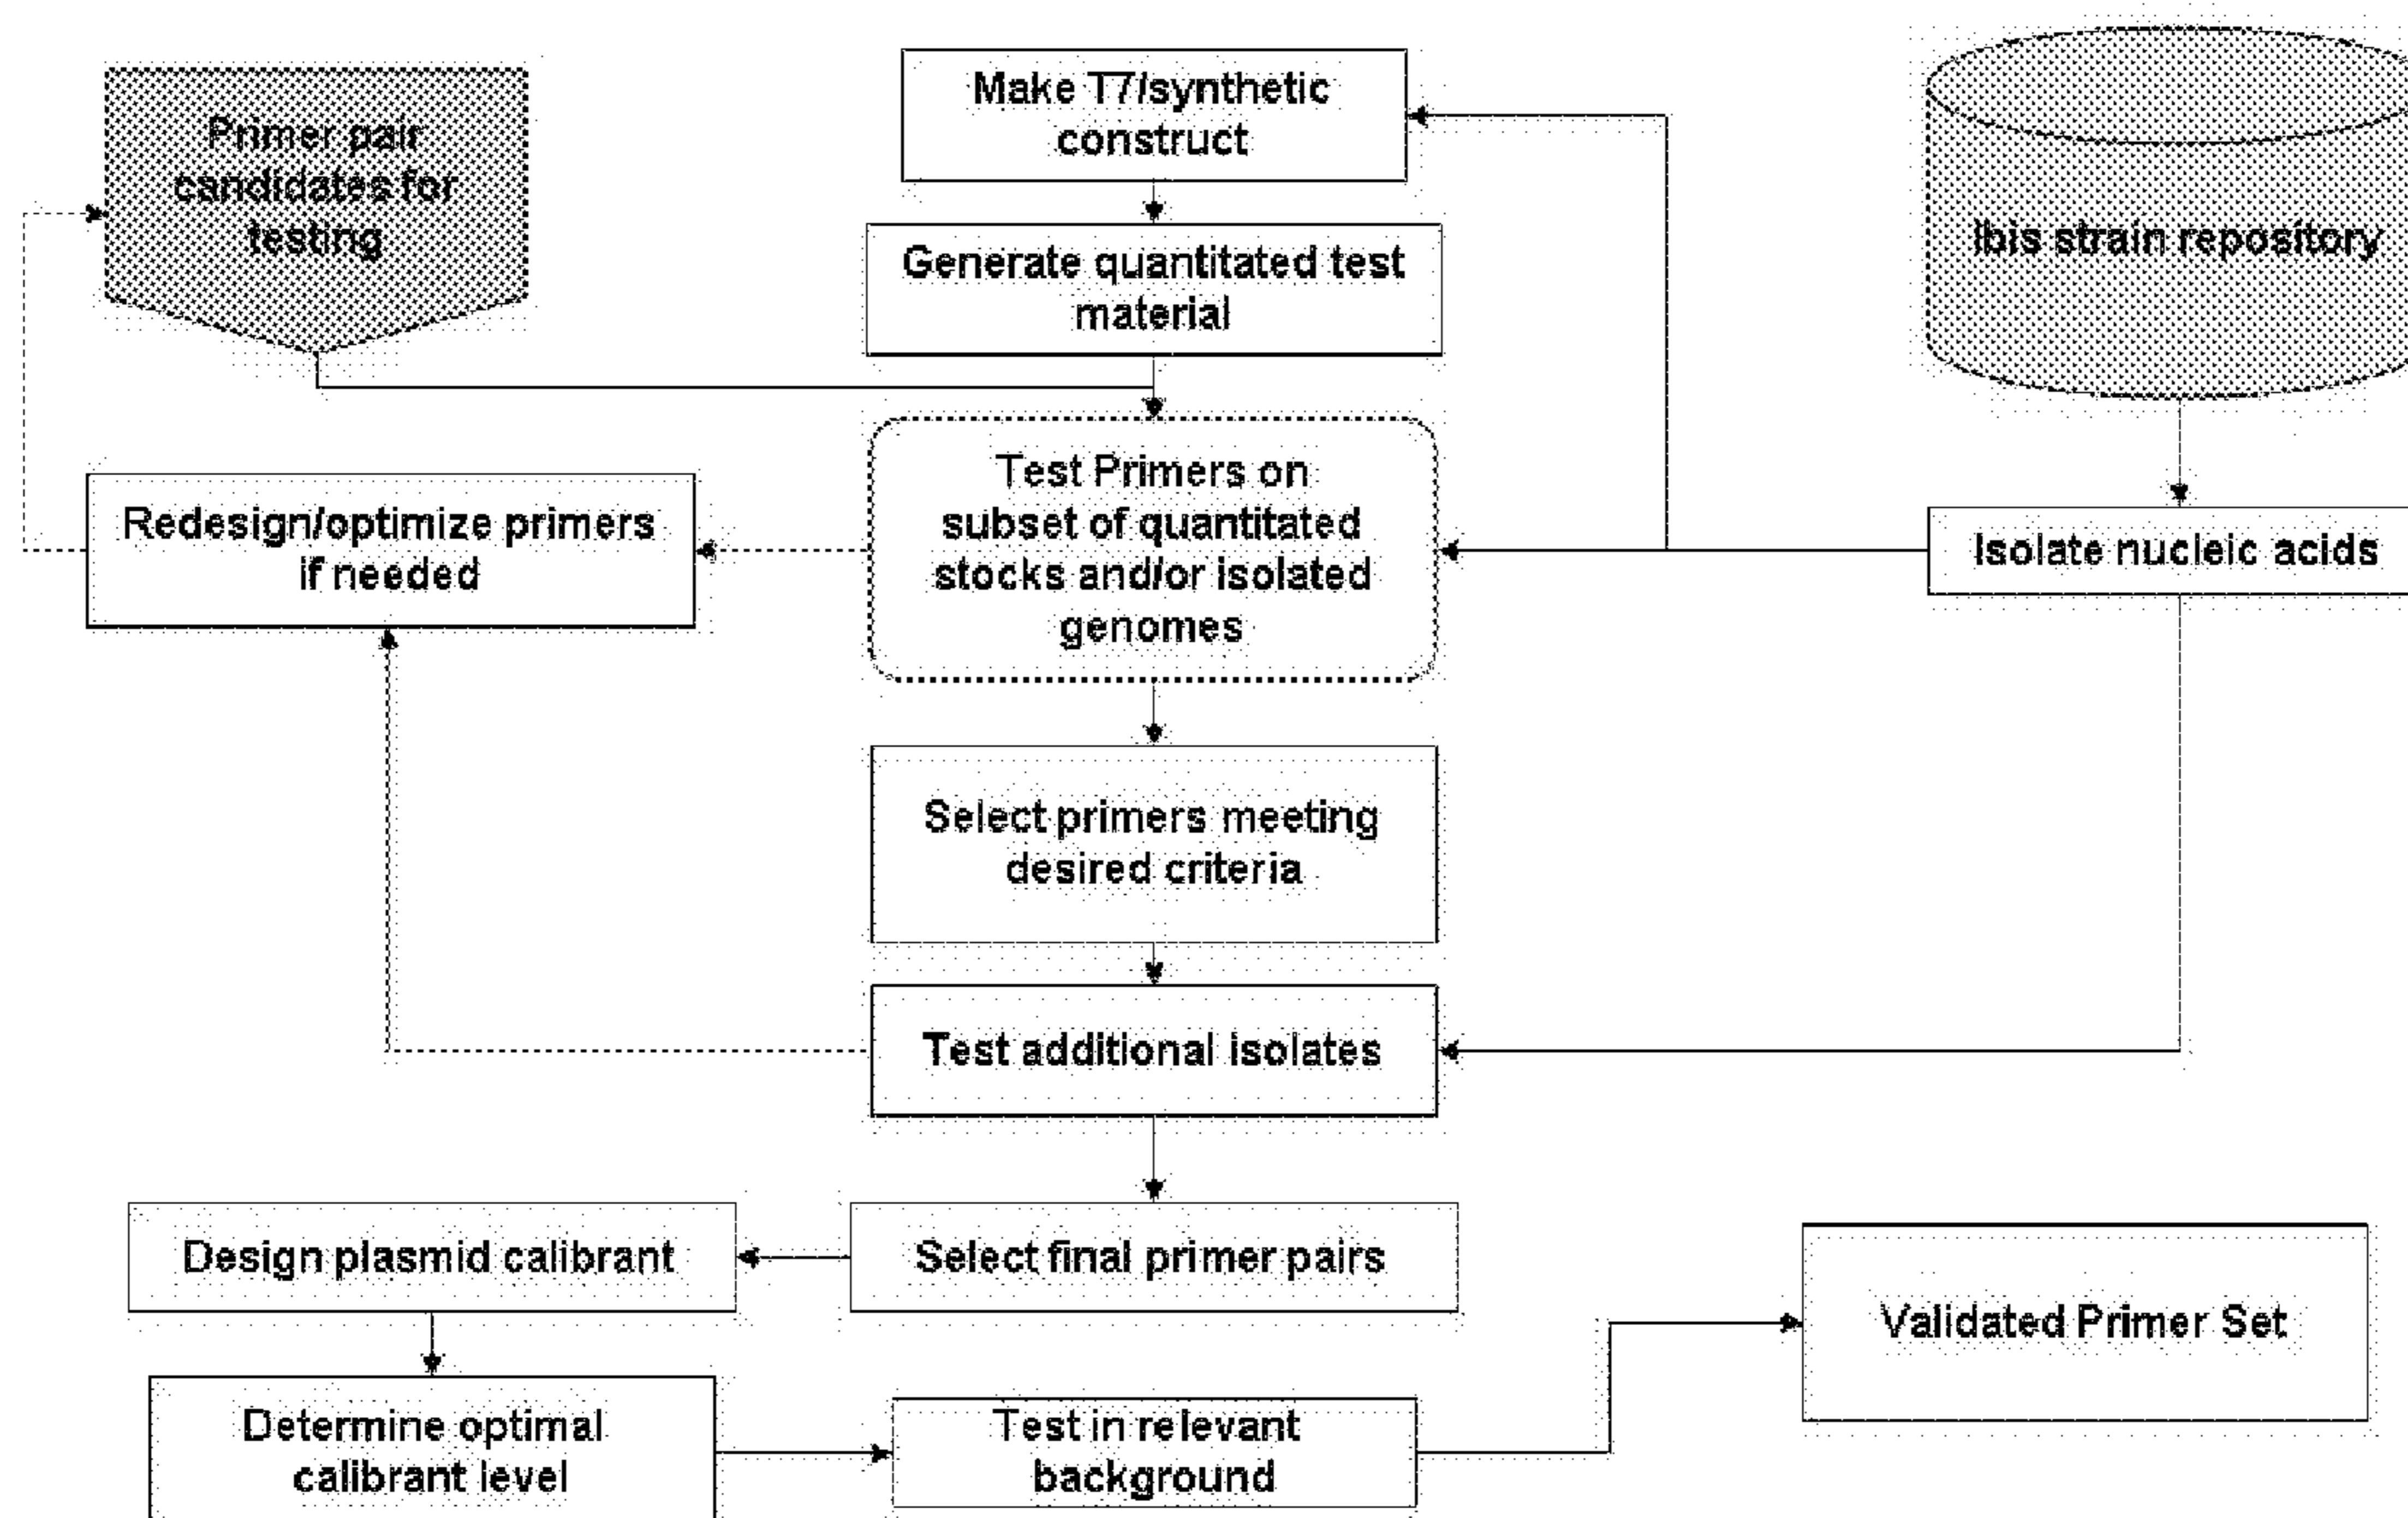 Primer pair
candidates for
testing
Make T7/synthetic
construct
Ibis strain repository
Generate quantitated test
material
Redesign/optimize primers
if needed
Test Primers on
subset of quantitated
stocks and/or isolated
genomes
Isolate nucleic acids
Select primers meeting
desired criteria
Test additional isolates
Design plasmid calibrant
Select final primer pairs
Validated Primer Set
Determine optimal
calibrant level
Test in relevant
background